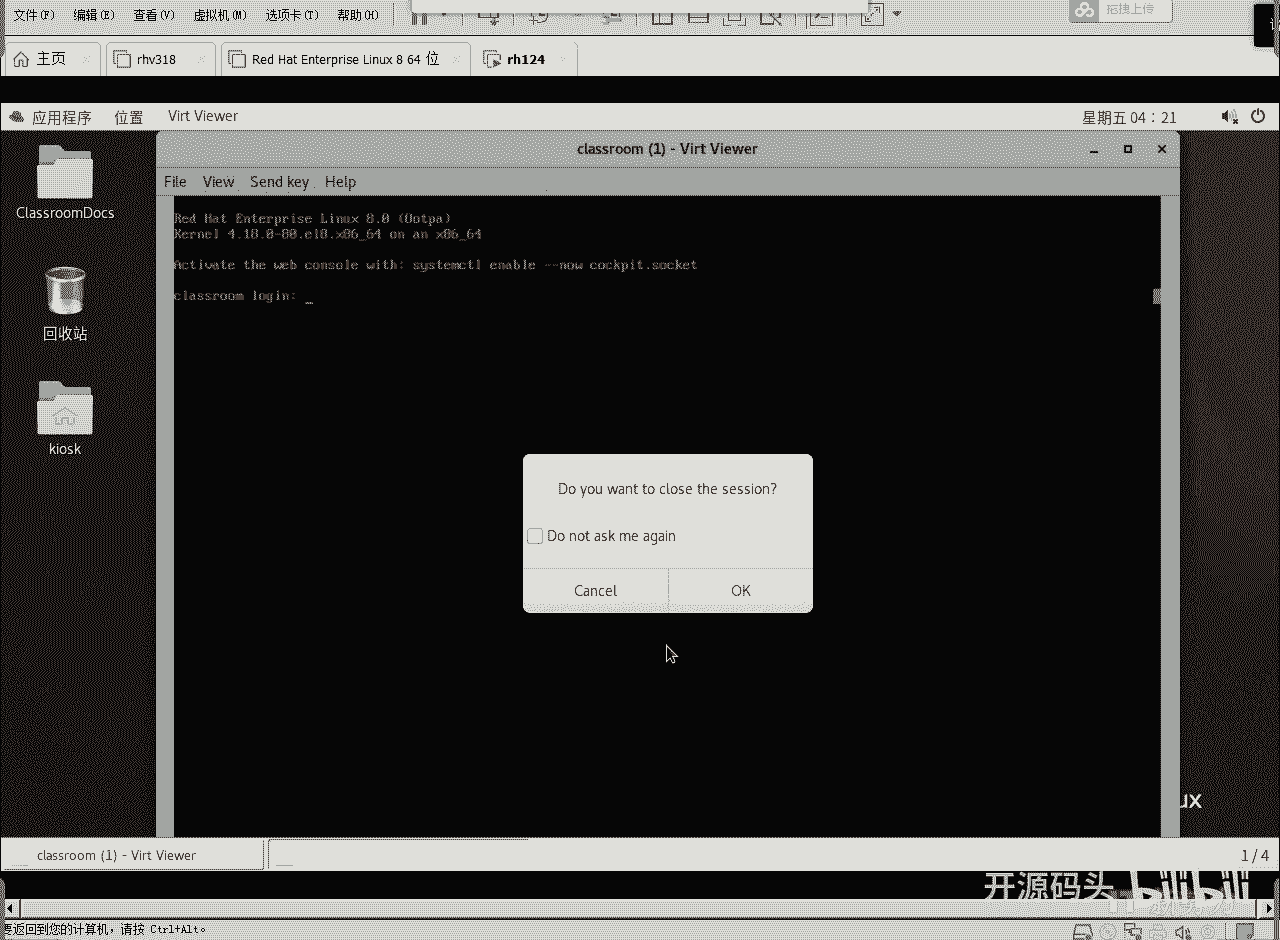 文件(F) 编辑(E) 查看(V) 虚拟机(M) 选项卡(T) 帮助(H)
拖拽上传
主页 rhv318 Red Hat Enterprise Linux 8 64 位 rh124
应用程序 位置 Virt Viewer 星期五 04：21
classroom (1) - Virt Viewer
File View Send key Help
ClassroomDocs
回收站
kiosk
Red Hat Enterprise Linux 8.0 (Ootpa)
Kernel 4.18.0-80.el8.x86_64 on an x86_64
Activate the web console with: systemctl enable --now cockpit.socket
classroom login: _
Do you want to close the session?
Do not ask me again
Cancel OK
classroom (1) - Virt Viewer 1 / 4
开源码头 bilibili
要返回到您的计算机，请按 Ctrl+Alt。